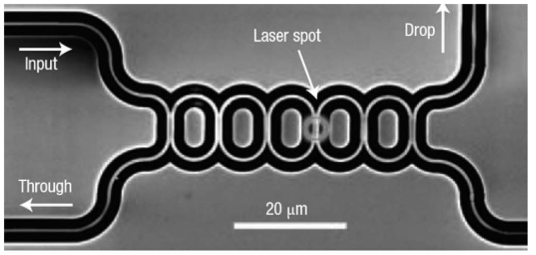 Drop
Laser spot
Input
Through
20 μm